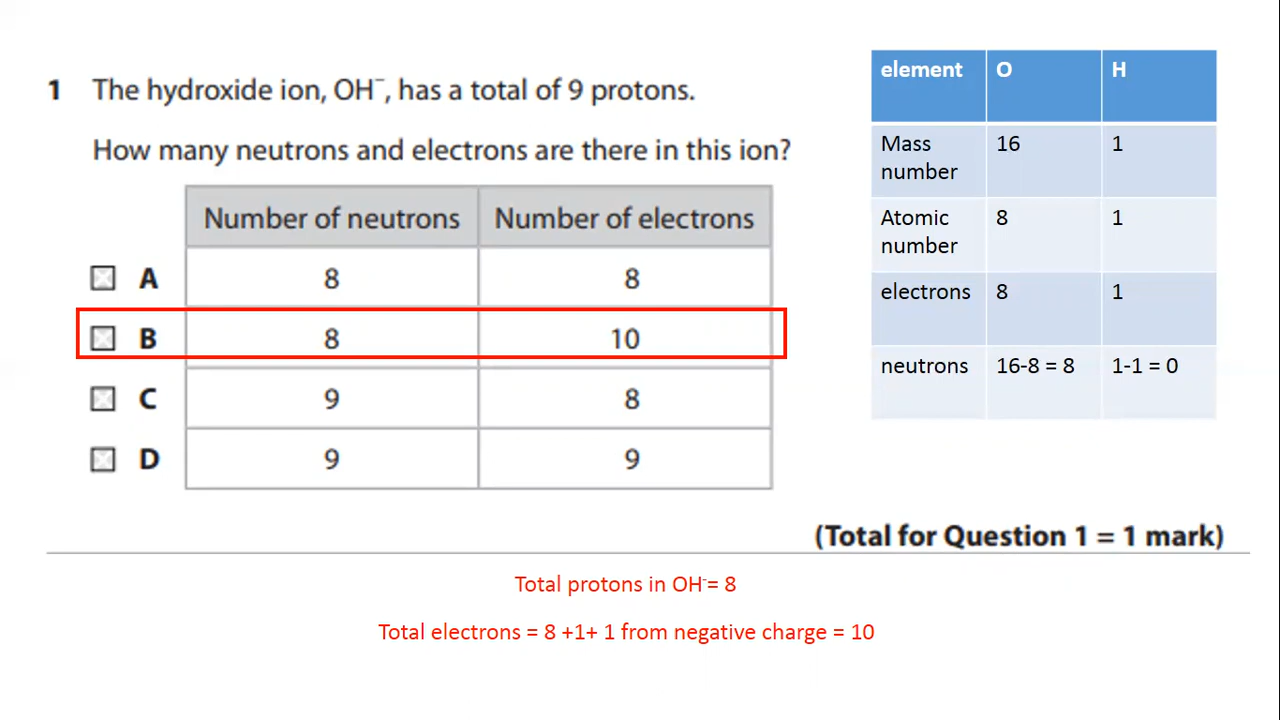 1 The hydroxide ion, OH⁻, has a total of 9 protons.
How many neutrons and electrons are there in this ion?
Number of neutrons Number of electrons
A 8 8
B 8 10
C 9 8
D 9 9
(Total for Question 1 = 1 mark)
element O H
Mass number 16 1
Atomic number 8 1
electrons 8 1
neutrons 16-8 = 8 1-1 = 0
Total protons in OH⁻= 8
Total electrons = 8 +1+ 1 from negative charge = 10